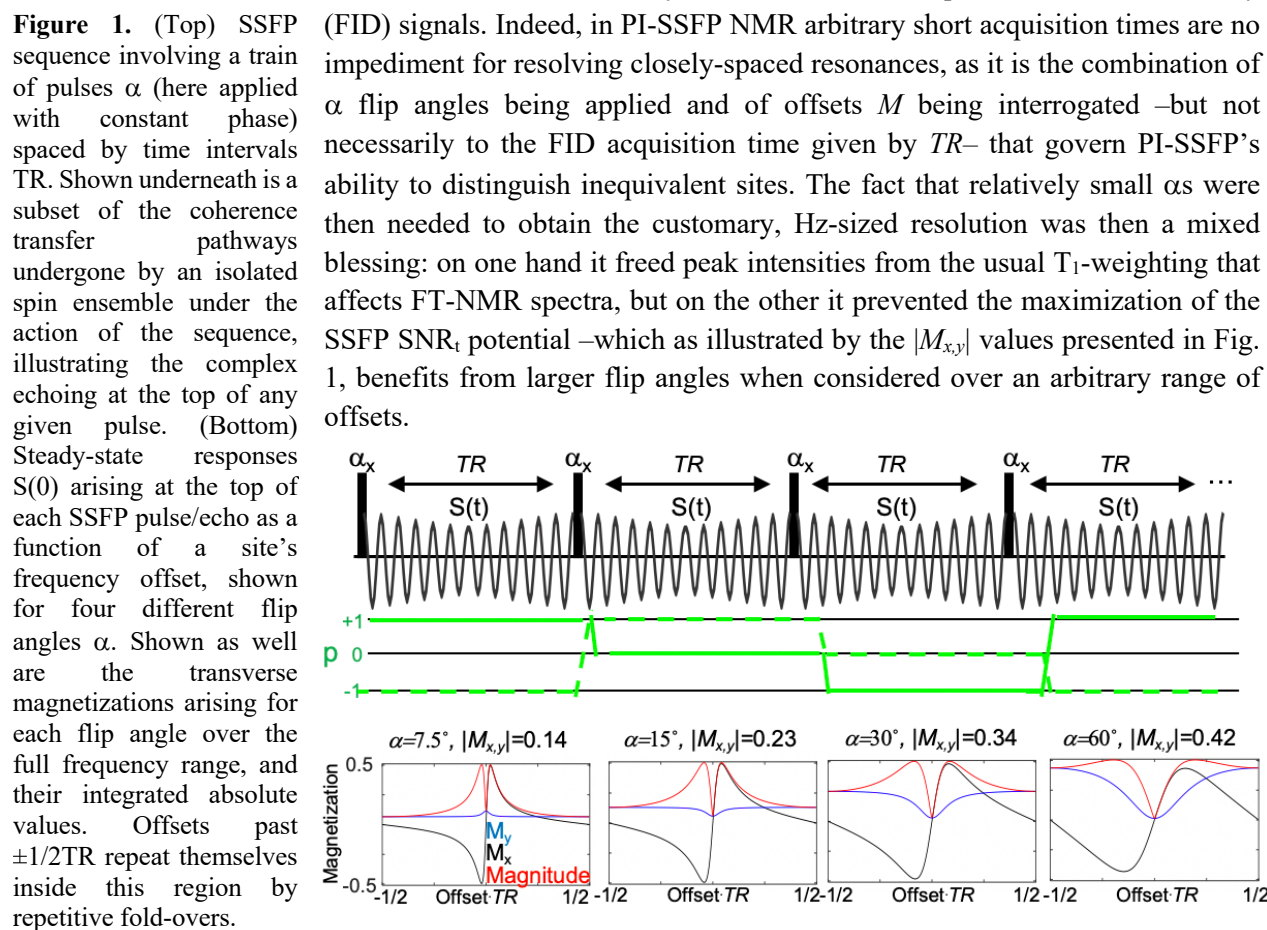 Figure 1. (Top) SSFP
sequence involving a train
of pulses α (here applied
with constant phase)
spaced by time intervals
TR. Shown underneath is a
subset of the coherence
transfer pathways
undergone by an isolated
spin ensemble under the
action of the sequence,
illustrating the complex
echoing at the top of any
given pulse. (Bottom)
Steady-state responses
S(0) arising at the top of
each SSFP pulse/echo as a
function of a site's
frequency offset, shown
for four different flip
angles α. Shown as well
are the transverse
magnetizations arising for
each flip angle over the
full frequency range, and
their integrated absolute
values. Offsets past
±1/2TR repeat themselves
inside this region by
repetitive fold-overs.
(FID) signals. Indeed, in PI-SSFP NMR arbitrary short acquisition times are no
impediment for resolving closely-spaced resonances, as it is the combination of
α flip angles being applied and of offsets M being interrogated –but not
necessarily to the FID acquisition time given by TR– that govern PI-SSFP's
ability to distinguish inequivalent sites. The fact that relatively small αs were
then needed to obtain the customary, Hz-sized resolution was then a mixed
blessing: on one hand it freed peak intensities from the usual T1-weighting that
affects FT-NMR spectra, but on the other it prevented the maximization of the
SSFP SNRt potential –which as illustrated by the |Mx,y| values presented in Fig.
1, benefits from larger flip angles when considered over an arbitrary range of
offsets.
αx TR αx TR αx TR αx TR ...
S(t) S(t) S(t) S(t)
+1
p 0
-1
α=7.5°, |Mx,y|=0.14 α=15°, |Mx,y|=0.23 α=30°, |Mx,y|=0.34 α=60°, |Mx,y|=0.42
0.5
Magnetization
My
Mx
Magnitude
-0.5
-1/2 Offset·TR 1/2 -1/2 Offset·TR 1/2 -1/2 Offset·TR 1/2 -1/2 Offset·TR 1/2